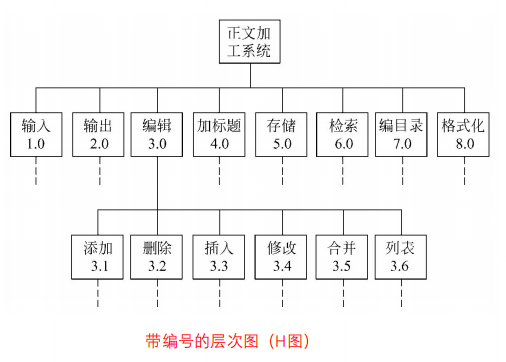 正文加
工系统
输入 输出 编辑 加标题 存储 检索 编目录 格式化
1.0 2.0 3.0 4.0 5.0 6.0 7.0 8.0
添加 删除 插入 修改 合并 列表
3.1 3.2 3.3 3.4 3.5 3.6
带编号的层次图（H图）